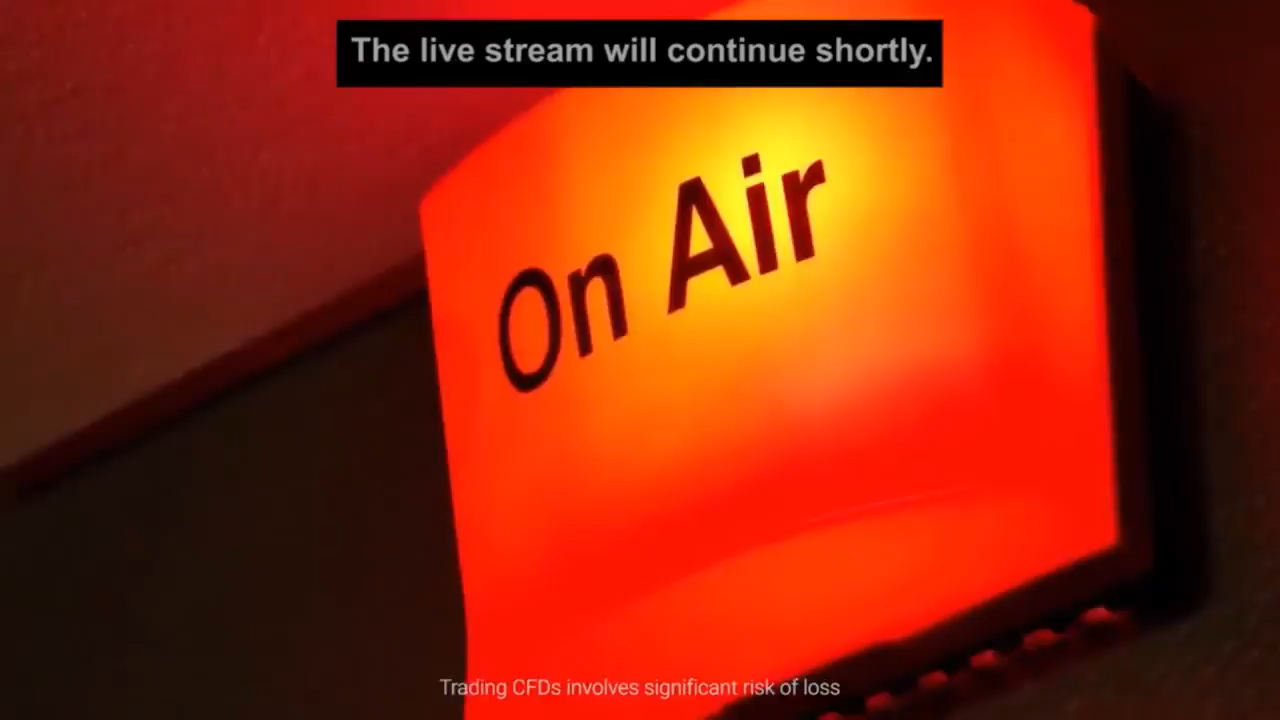 The live stream will continue shortly.
On Air
Trading CFDs involves significant risk of loss